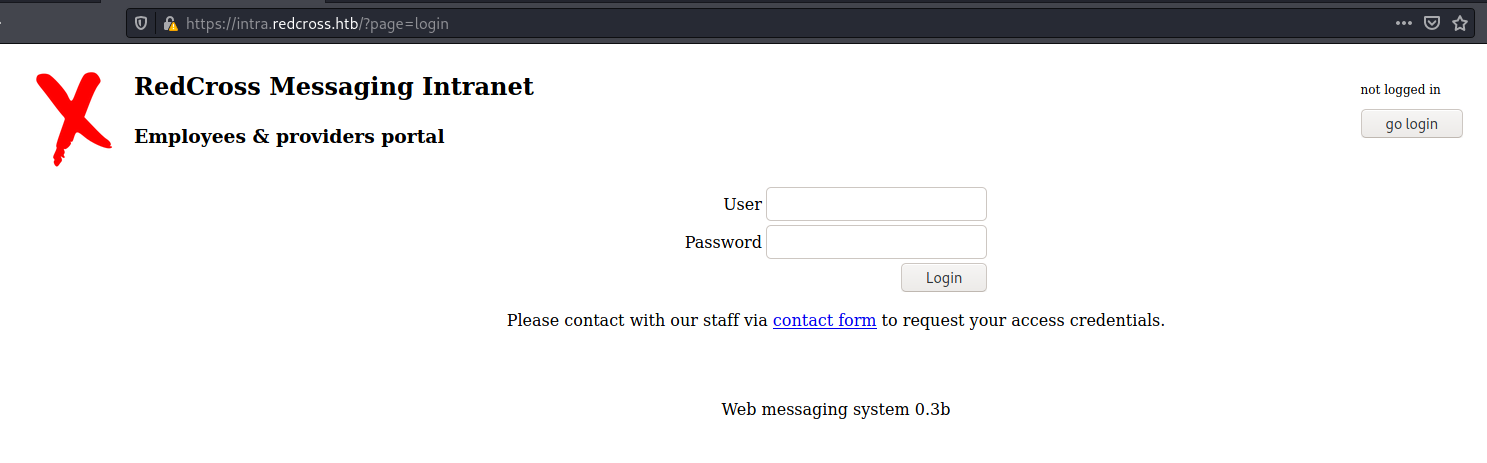 https://intra.redcross.htb/?page=login
RedCross Messaging Intranet
not logged in
go login
Employees & providers portal
User
Password
Login
Please contact with our staff via contact form to request your access credentials.
Web messaging system 0.3b